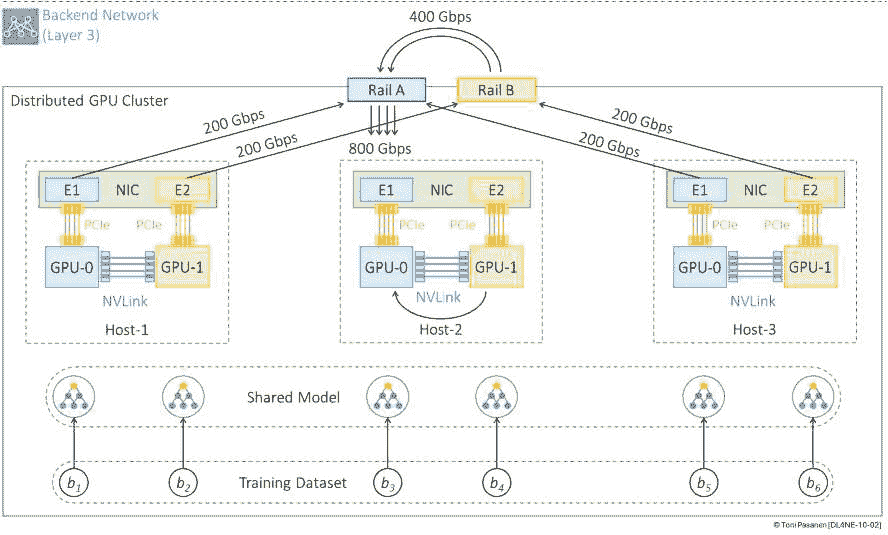 Backend Network
(Layer 3)
400 Gbps
Rail A
Rail B
Distributed GPU Cluster
200 Gbps
200 Gbps
800 Gbps
200 Gbps
200 Gbps
E1 NIC E2
E1 NIC E2
E1 NIC E2
PCIe PCIe
PCIe PCIe
PCIe PCIe
GPU-0 GPU-1
GPU-0 GPU-1
GPU-0 GPU-1
NVLink
NVLink
NVLink
Host-1
Host-2
Host-3
Shared Model
Training Dataset
b1 b2 b3 b4 b5 b6
© Toni Pasanen [DL4NE-10-02]